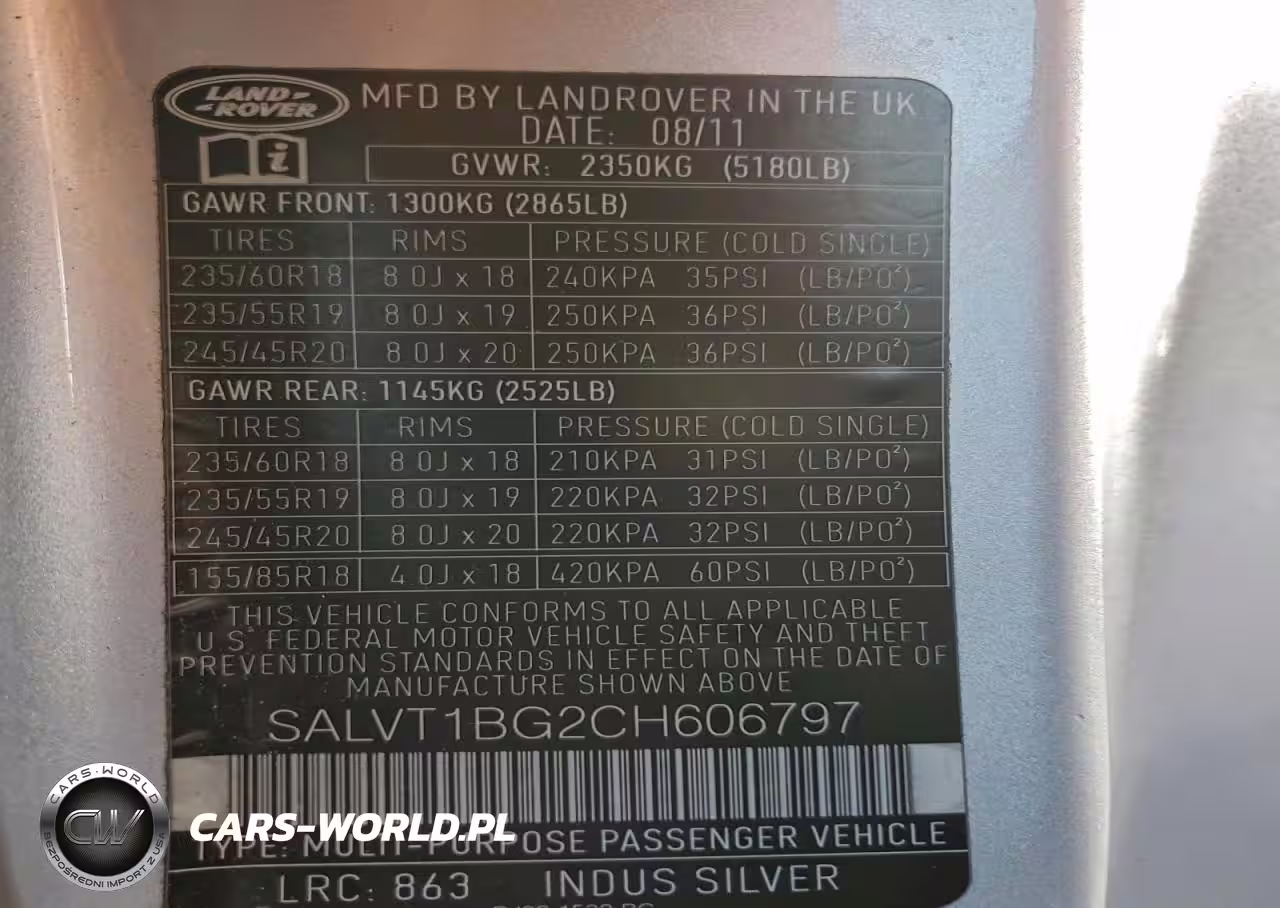 LAND-
-ROVER
MFD BY LANDROVER IN THE UK
DATE: 08/11
i
GVWR: 2350KG (5180LB)
GAWR FRONT: 1300KG (2865LB)
TIRES RIMS PRESSURE (COLD SINGLE)
235/60R18 8.0J x 18 240KPA 35PSI (LB/PO²)
235/55R19 8.0J x 19 250KPA 36PSI (LB/PO²)
245/45R20 8.0J x 20 250KPA 36PSI (LB/PO²)
GAWR REAR: 1145KG (2525LB)
TIRES RIMS PRESSURE (COLD SINGLE)
235/60R18 8.0J x 18 210KPA 31PSI (LB/PO²)
235/55R19 8.0J x 19 220KPA 32PSI (LB/PO²)
245/45R20 8.0J x 20 220KPA 32PSI (LB/PO²)
155/85R18 4.0J x 18 420KPA 60PSI (LB/PO²)
THIS VEHICLE CONFORMS TO ALL APPLICABLE
U.S. FEDERAL MOTOR VEHICLE SAFETY AND THEFT
PREVENTION STANDARDS IN EFFECT ON THE DATE OF
MANUFACTURE SHOWN ABOVE
SALVT1BG2CH606797
CARS-WORLD
CW
BEZPOŚREDNI IMPORT Z USA
CARS-WORLD.PL
TYPE: MULTI-PURPOSE PASSENGER VEHICLE
LRC: 863 INDUS SILVER